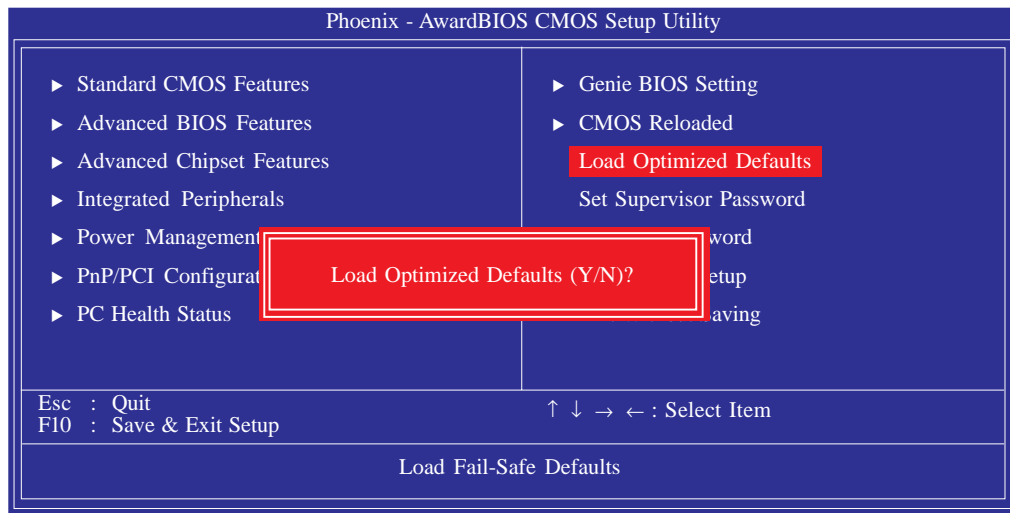 Phoenix - AwardBIOS CMOS Setup Utility
► Standard CMOS Features
► Advanced BIOS Features
► Advanced Chipset Features
► Integrated Peripherals
► Power Management
► PnP/PCI Configurat
► PC Health Status
► Genie BIOS Setting
► CMOS Reloaded
Load Optimized Defaults
Set Supervisor Password
word
etup
aving
Load Optimized Defaults (Y/N)?
Esc : Quit
F10 : Save & Exit Setup
↑ ↓ → ← : Select Item
Load Fail-Safe Defaults